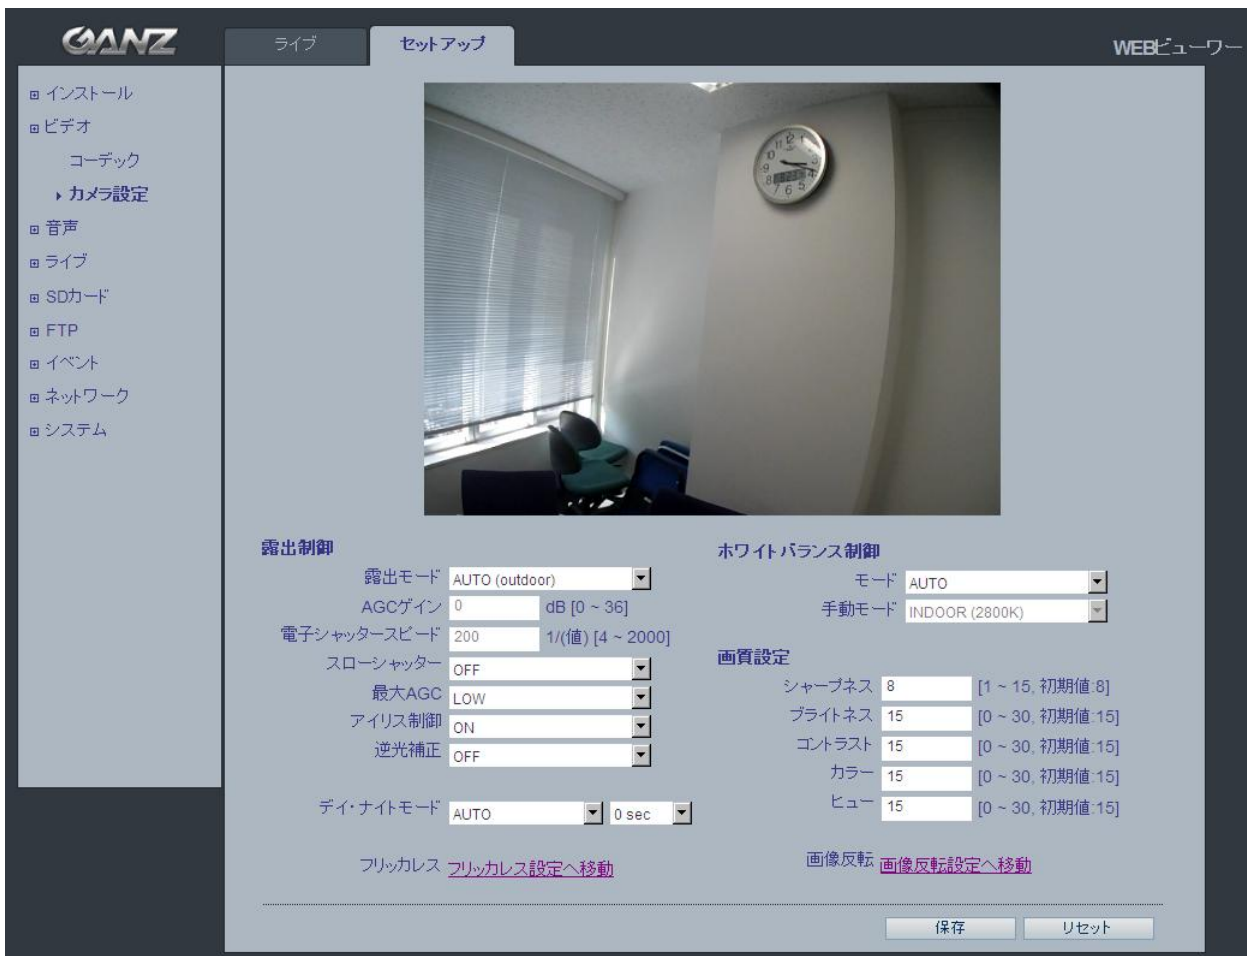 GANZ
ライブ
セットアップ
WEBビューワー
インストール
ビデオ
コーデック
カメラ設定
音声
ライブ
SDカード
FTP
イベント
ネットワーク
システム
露出制御
露出モード AUTO (outdoor)
AGCゲイン 0 dB [0 ~ 36]
電子シャッタースピード 200 1/(値) [4 ~ 2000]
スローシャッター OFF
最大AGC LOW
アイリス制御 ON
逆光補正 OFF
デイ・ナイトモード AUTO 0 sec
フリッカレス フリッカレス設定へ移動
ホワイトバランス制御
モード AUTO
手動モード INDOOR (2800K)
画質設定
シャープネス 8 [1 ~ 15, 初期値:8]
ブライトネス 15 [0 ~ 30, 初期値:15]
コントラスト 15 [0 ~ 30, 初期値:15]
カラー 15 [0 ~ 30, 初期値:15]
ヒュー 15 [0 ~ 30, 初期値:15]
画像反転 画像反転設定へ移動
保存
リセット